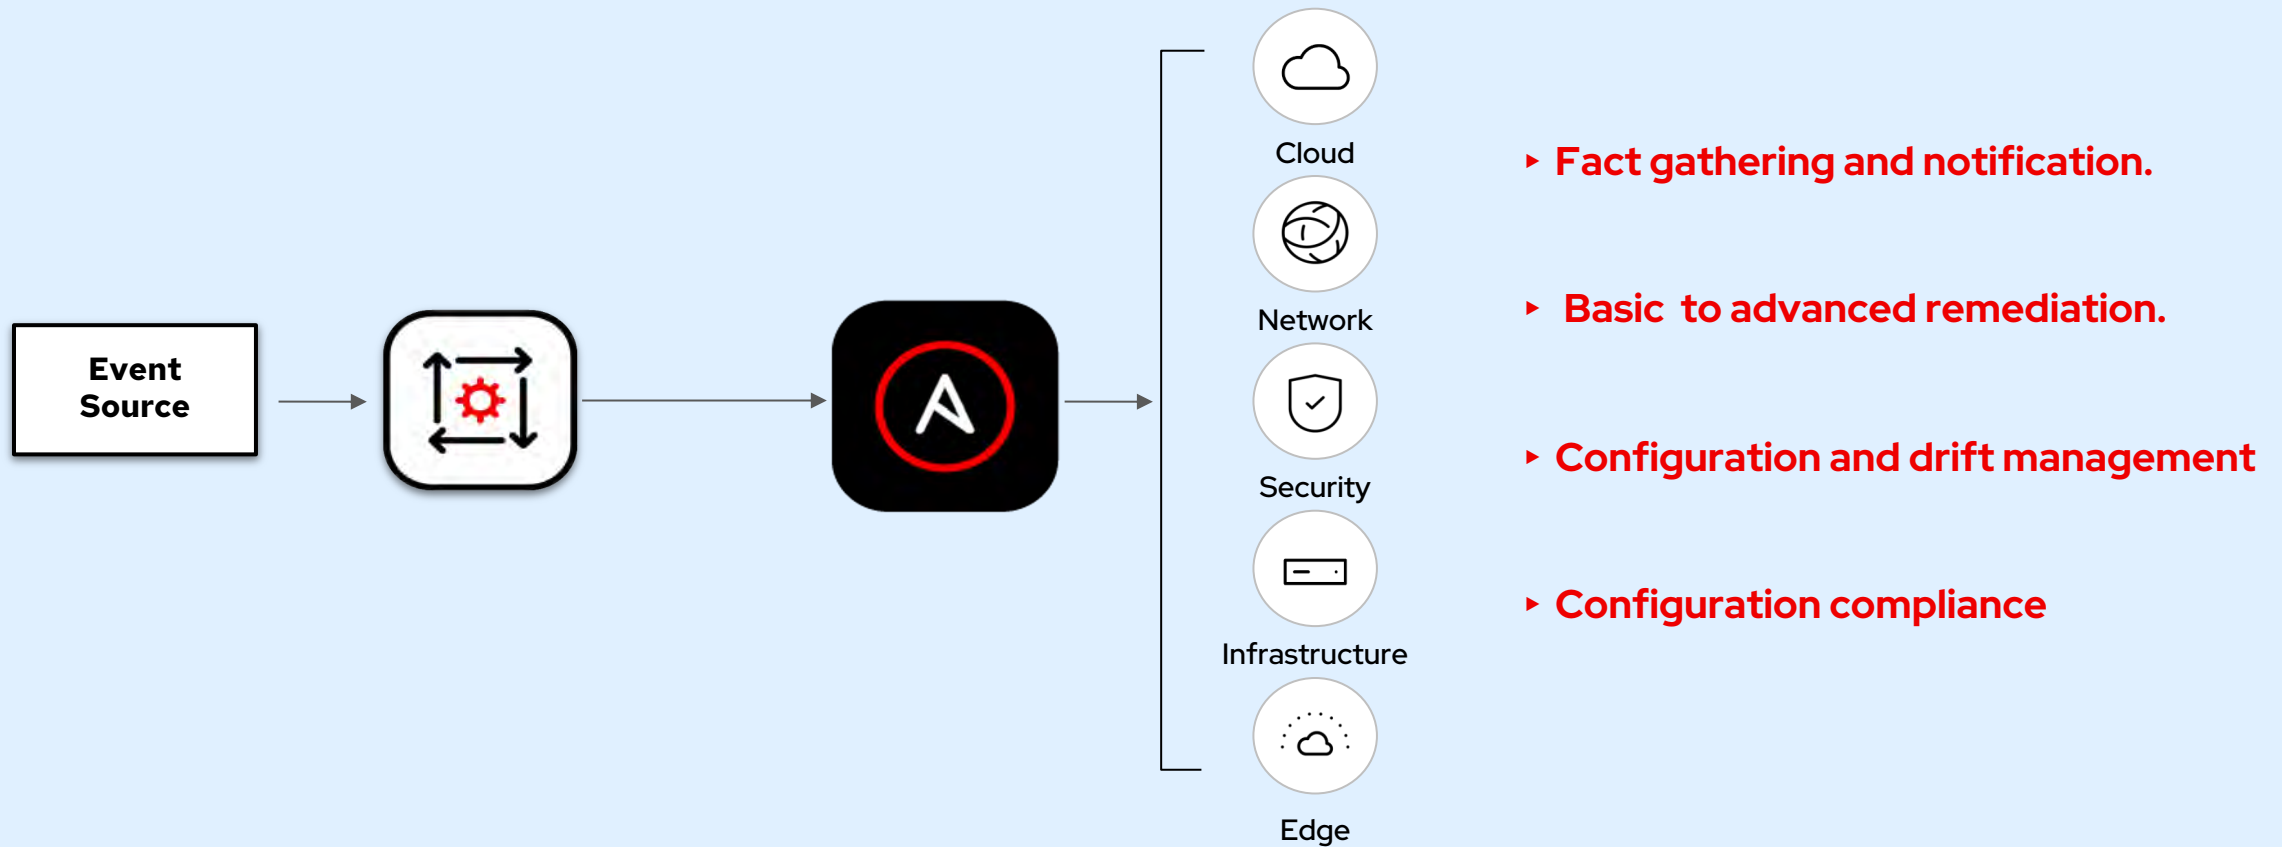 Event
Source
Cloud
Network
Security
Infrastructure
Edge
Fact gathering and notification.
Basic to advanced remediation.
Configuration and drift management
Configuration compliance